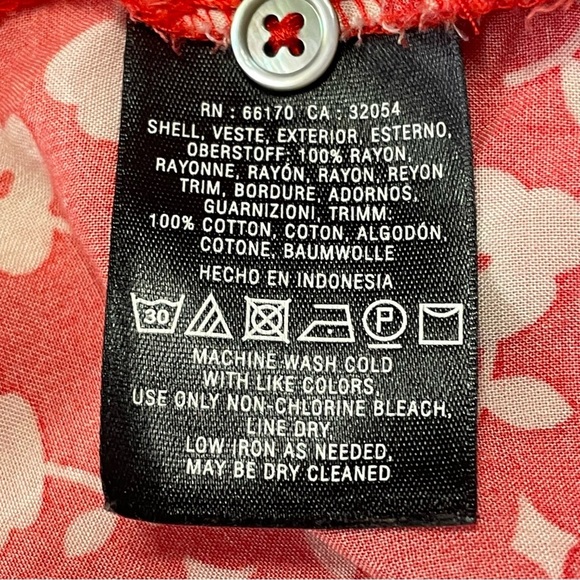 RN : 66170 CA : 32054
SHELL, VESTE, EXTERIOR, ESTERNO,
OBERSTOFF: 100% RAYON,
RAYONNE, RAYÓN, RAYON, REYON
TRIM, BORDURE, ADORNOS,
GUARNIZIONI, TRIMM:
100% COTTON, COTON, ALGODÓN,
COTONE, BAUMWOLLE
HECHO EN INDONESIA
30 P
MACHINE WASH COLD
WITH LIKE COLORS,
USE ONLY NON-CHLORINE BLEACH,
LINE DRY
LOW IRON AS NEEDED,
MAY BE DRY CLEANED